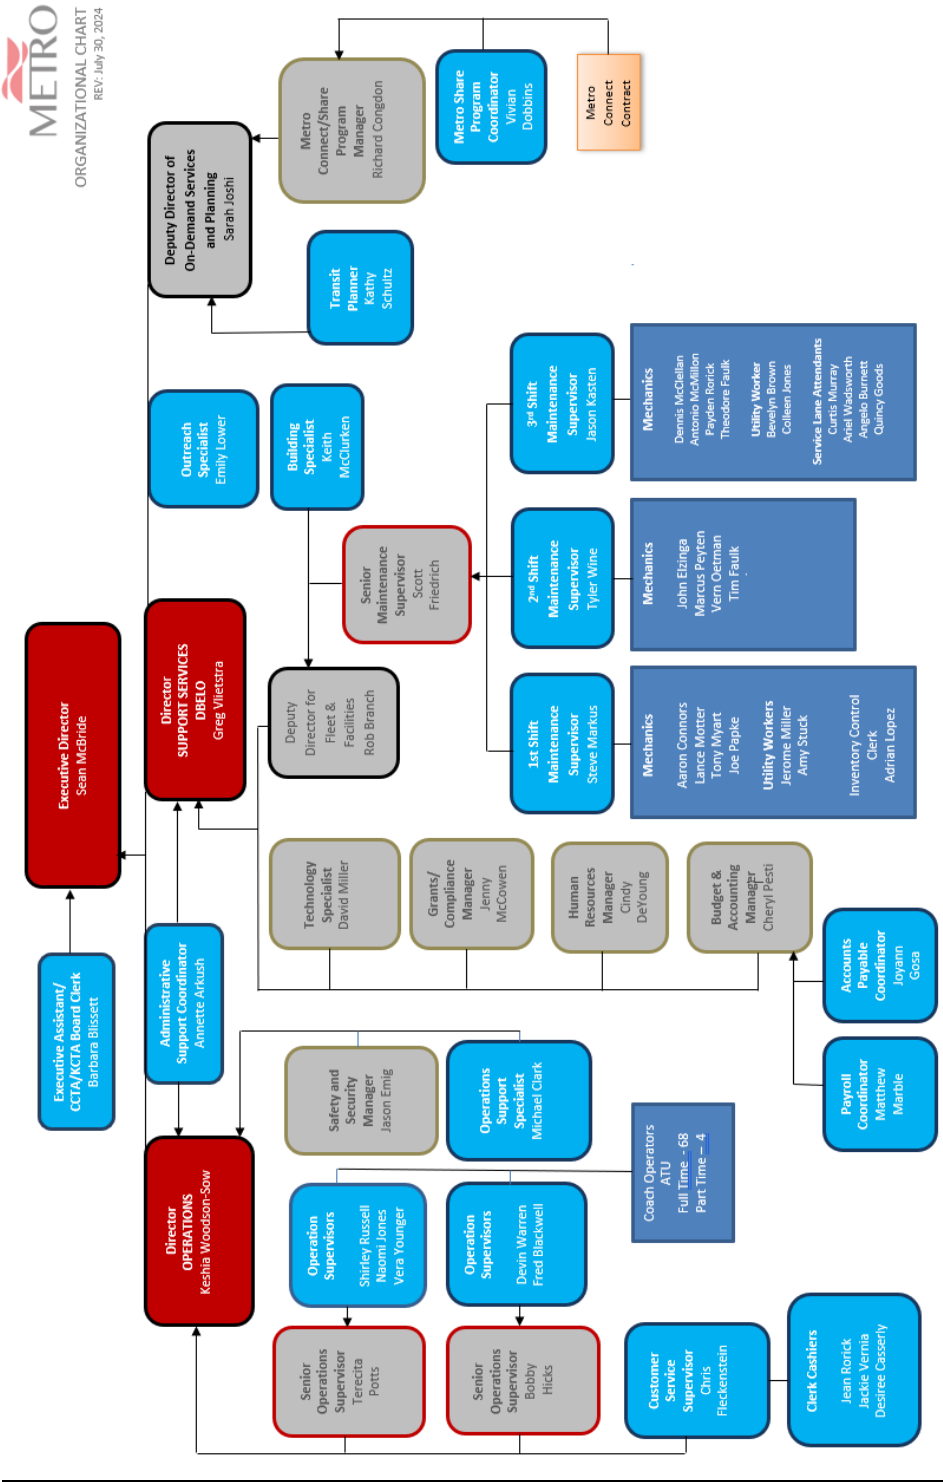 METRO
ORGANIZATIONAL CHART
REV: July 30, 2024
Executive Director
Sean McBride
Executive Assistant/
CCTA/KCTA Board Clerk
Barbara Blissett
Director
OPERATIONS
Keshia Woodson-Sow
Administrative
Support Coordinator
Annette Arkush
Director
SUPPORT SERVICES
DBELO
Greg Vlietstra
Outreach
Specialist
Emily Lower
Deputy Director of
On-Demand Services
and Planning
Sarah Joshi
Senior
Operations
Supervisor
Terecita
Potts
Operation
Supervisors
Shirley Russell
Naomi Jones
Vera Younger
Safety and
Security
Manager
Jason Emig
Technology
Specialist
David Miller
Deputy
Director for
Fleet &
Facilities
Rob Branch
Building
Specialist
Keith
McClurken
Transit
Planner
Kathy
Schultz
Metro
Connect/Share
Program
Manager
Richard Congdon
Senior
Operations
Supervisor
Bobby
Hicks
Operation
Supervisors
Devin Warren
Fred Blackwell
Operations
Support
Specialist
Michael Clark
Grants/
Compliance
Manager
Jenny
McCowen
Senior
Maintenance
Supervisor
Scott
Friedrich
Metro Share
Program
Coordinator
Vivian
Dobbins
Customer
Service
Supervisor
Chris
Fleckenstein
Coach Operators
ATU
Full Time - 68
Part Time – 4
Human
Resources
Manager
Cindy
DeYoung
1st Shift
Maintenance
Supervisor
Steve Markus
2nd Shift
Maintenance
Supervisor
Tyler Wine
3rd Shift
Maintenance
Supervisor
Jason Kasten
Metro
Connect
Contract
Clerk Cashiers
Jean Rorick
Jackie Vernia
Desiree Casserly
Budget &
Accounting
Manager
Cheryl Pesti
Payroll
Coordinator
Matthew
Marble
Accounts
Payable
Coordinator
Joyann
Gosa
Mechanics
Aaron Connors
Lance Motter
Tony Myart
Joe Papke
Utility Workers
Jerome Miller
Amy Stuck
Inventory Control
Clerk
Adrian Lopez
Mechanics
John Elzinga
Marcus Peyten
Vern Oetman
Tim Faulk
Mechanics
Dennis McClellan
Antonio McMillon
Payden Rorick
Theodore Faulk
Utility Worker
Bevelyn Brown
Colleen Jones
Service Lane Attendants
Curtis Murray
Ariel Wadsworth
Angelo Burnett
Quincy Goods